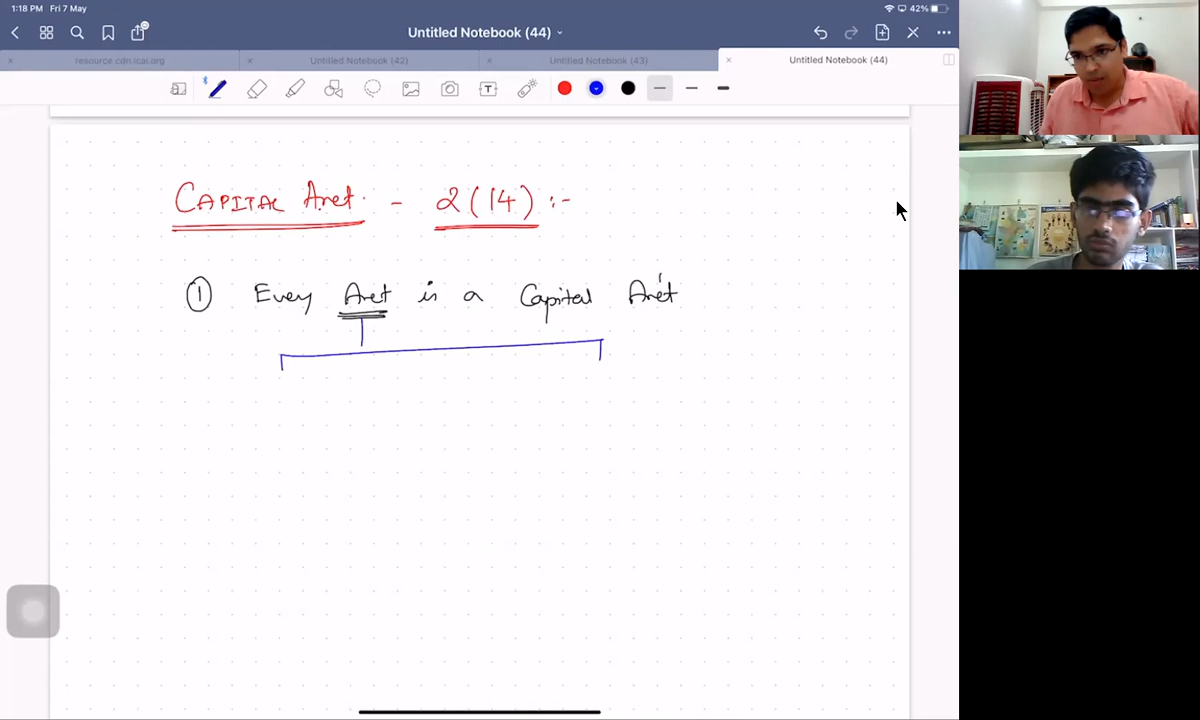 1:18 PM Fri 7 May
42%
Untitled Notebook (44)
resource.cdn.icai.org
Untitled Notebook (42)
Untitled Notebook (43)
Untitled Notebook (44)
T
CAPITAL Asset - 2(14) :-
① Every Asset is a Capital Asset